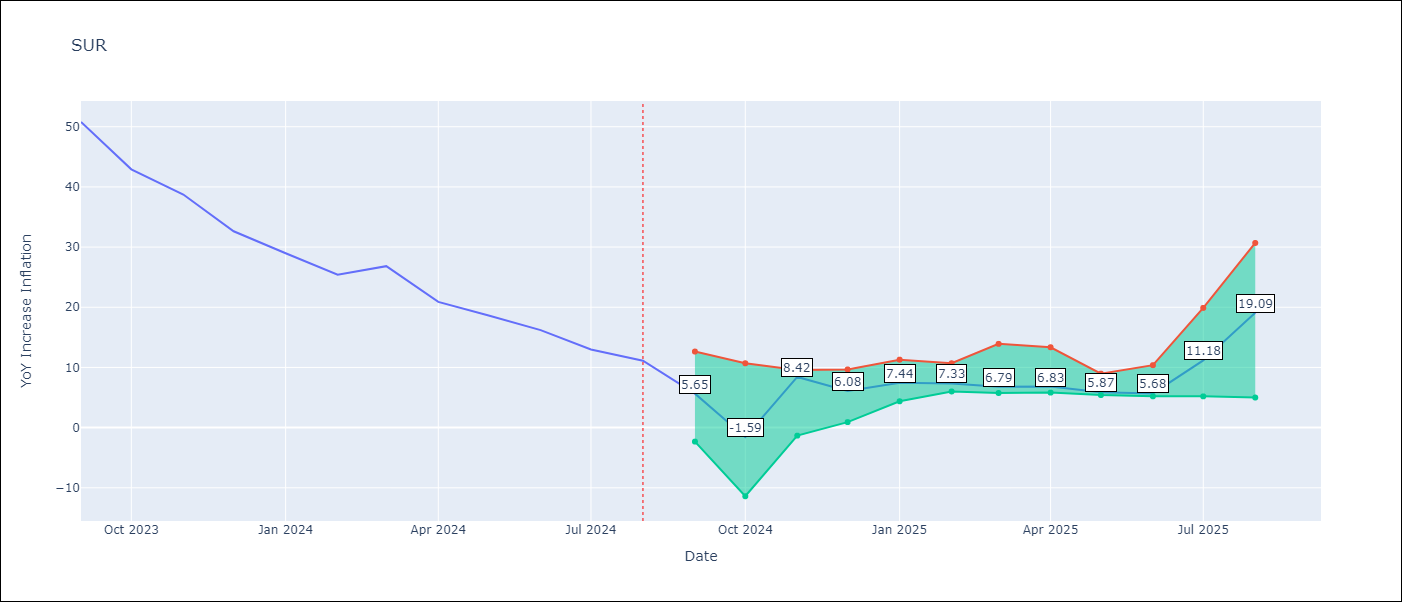 SUR
YoY Increase Inflation
50
40
30
20
10
0
−10
5.65
-1.59
8.42
6.08
7.44
7.33
6.79
6.83
5.87
5.68
11.18
19.09
Oct 2023
Jan 2024
Apr 2024
Jul 2024
Oct 2024
Jan 2025
Apr 2025
Jul 2025
Date